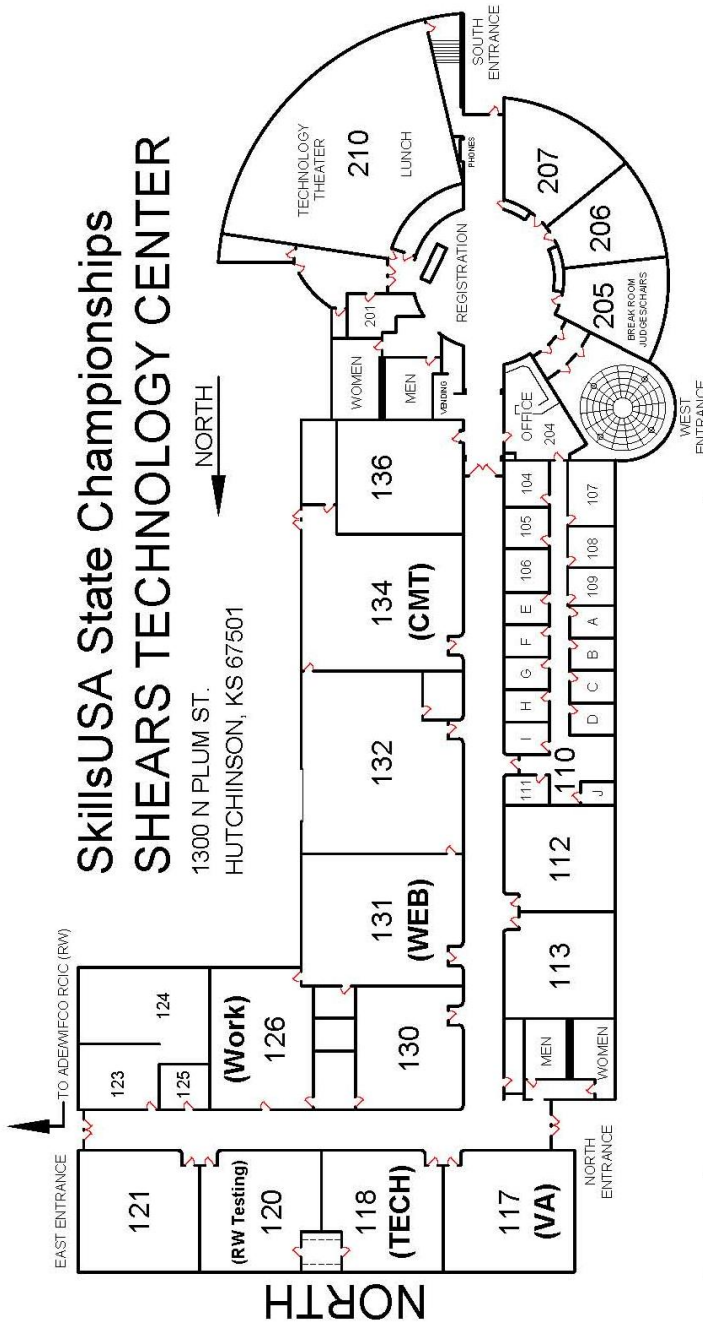 SkillsUSA State Championships
SHEARS TECHNOLOGY CENTER
1300 N PLUM ST.
HUTCHINSON, KS 67501
NORTH
TO ADE/WIFCO RCIC (RW)
EAST ENTRANCE
121
(RW Testing)
120
118
(TECH)
117
(VA)
NORTH
NORTH
ENTRANCE
123
124
125
(Work)
126
130
131
(WEB)
132
134
(CMT)
136
WOMEN
MEN
VENDING
201
TECHNOLOGY
THEATER
210
LUNCH
REGISTRATION
PHONES
SOUTH
ENTRANCE
MEN
WOMEN
113
112
111
110
J
I
H
G
F
E
106
105
104
D
C
B
A
109
108
107
OFFICE
204
WEST
ENTRANCE
205
BREAK ROOM
JUDGES/CHAIRS
206
207